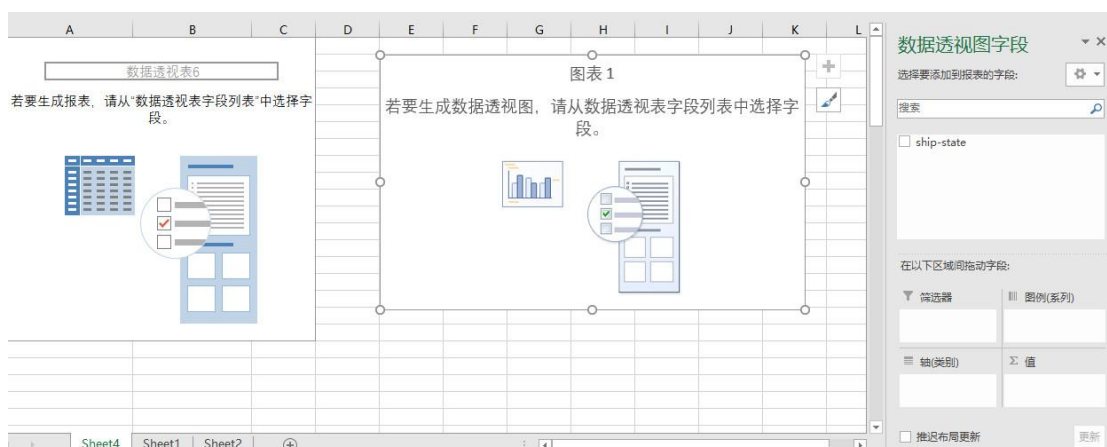 A B C D E F G H I J K L
数据透视表6
若要生成报表，请从“数据透视表字段列表”中选择字
段。
图表 1
若要生成数据透视图，请从数据透视表字段列表中选择字
段。
数据透视图字段
选择要添加到报表的字段:
搜索
ship-state
在以下区域间拖动字段:
筛选器 图例(系列)
轴(类别) Σ 值
推迟布局更新 更新
Sheet4 Sheet1 Sheet2